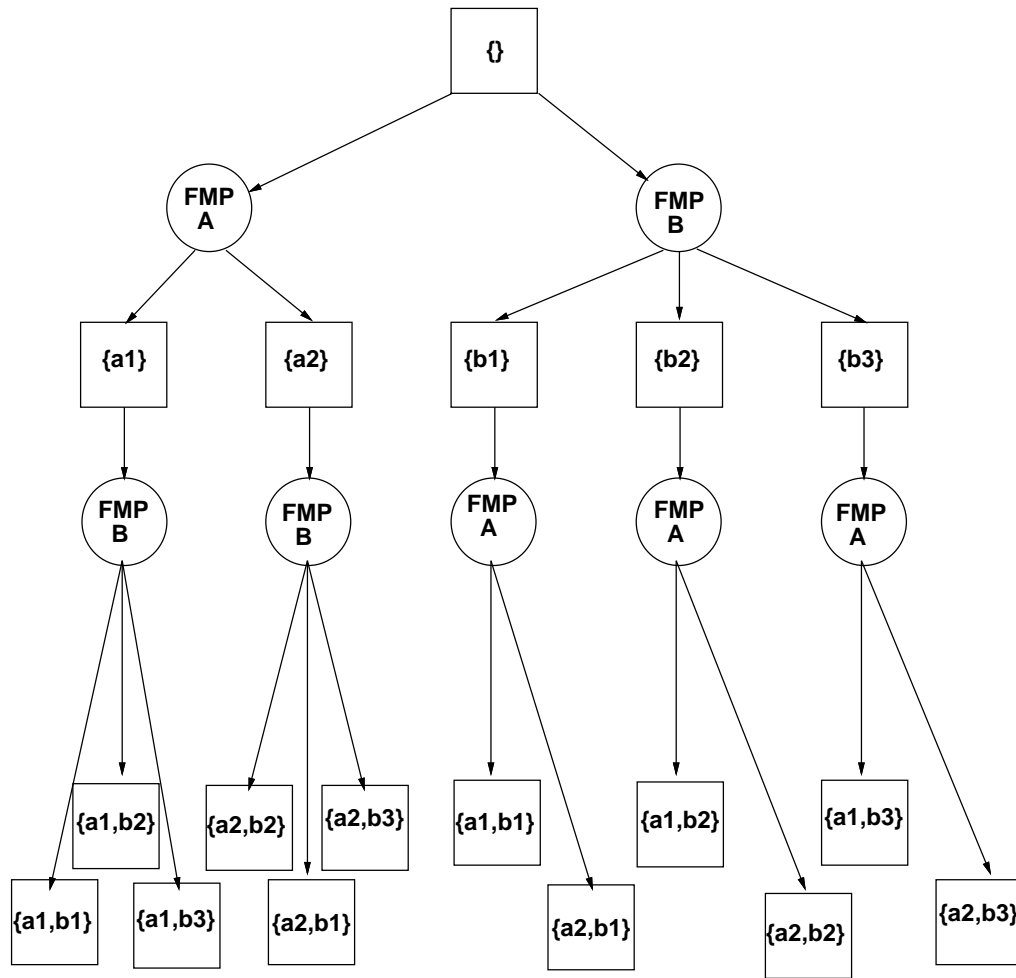 {}
FMP
A
FMP
B
{a1}
{a2}
{b1}
{b2}
{b3}
FMP
B
FMP
B
FMP
A
FMP
A
FMP
A
{a1,b2}
{a2,b2}
{a2,b3}
{a1,b1}
{a1,b2}
{a1,b3}
{a1,b1}
{a1,b3}
{a2,b1}
{a2,b1}
{a2,b2}
{a2,b3}